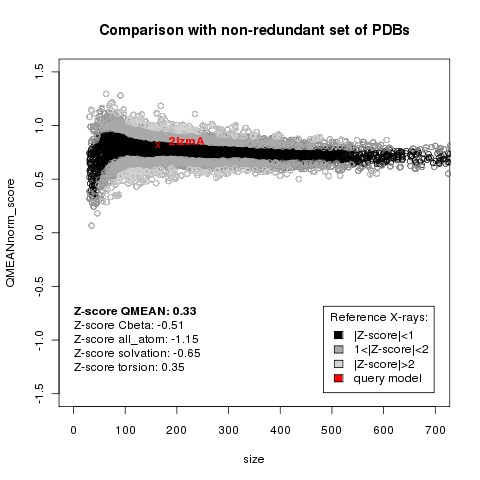 Comparison with non-redundant set of PDBs
QMEANnorm_score
1.5
1.0
0.5
0.0
-0.5
-1.0
-1.5
x 2lzmA
Z-score QMEAN: 0.33
Z-score Cbeta: -0.51
Z-score all_atom: -1.15
Z-score solvation: -0.65
Z-score torsion: 0.35
Reference X-rays:
|Z-score|<1
1<|Z-score|<2
|Z-score|>2
query model
0 100 200 300 400 500 600 700
size